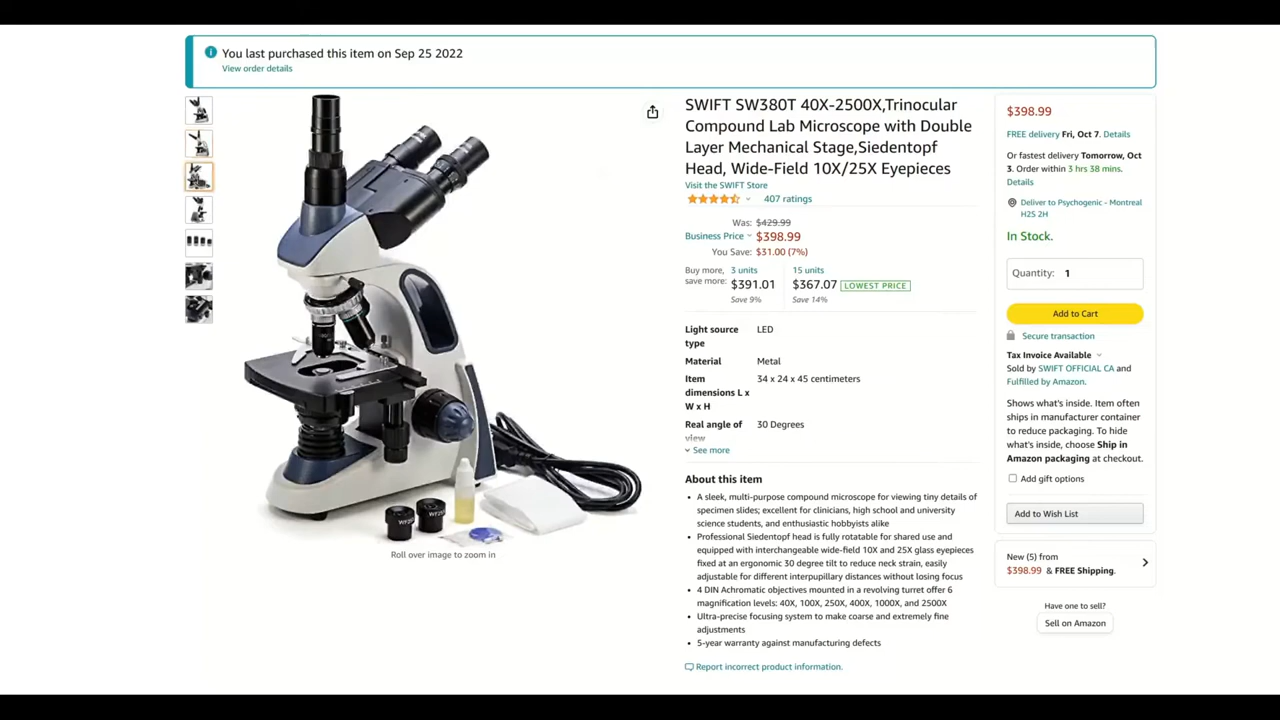 You last purchased this item on Sep 25 2022
View order details
SWIFT SW380T 40X-2500X,Trinocular
Compound Lab Microscope with Double
Layer Mechanical Stage,Siedentopf
Head, Wide-Field 10X/25X Eyepieces
Visit the SWIFT Store
407 ratings
Was: $429.99
Business Price $398.99
You Save: $31.00 (7%)
Buy more, save more:
3 units
$391.01
Save 9%
15 units
$367.07 LOWEST PRICE
Save 14%
Light source type LED
Material Metal
Item dimensions L x W x H 34 x 24 x 45 centimeters
Real angle of view 30 Degrees
See more
About this item
A sleek, multi-purpose compound microscope for viewing tiny details of
specimen slides; excellent for clinicians, high school and university
science students, and enthusiastic hobbyists alike
Professional Siedentopf head is fully rotatable for shared use and
equipped with interchangeable wide-field 10X and 25X glass eyepieces
fixed at an ergonomic 30 degree tilt to reduce neck strain, easily
adjustable for different interpupillary distances without losing focus
4 DIN Achromatic objectives mounted in a revolving turret offer 6
magnification levels: 40X, 100X, 250X, 400X, 1000X, and 2500X
Ultra-precise focusing system to make coarse and extremely fine
adjustments
5-year warranty against manufacturing defects
Report incorrect product information.
Roll over image to zoom in
$398.99
FREE delivery Fri, Oct 7. Details
Or fastest delivery Tomorrow, Oct
3. Order within 3 hrs 38 mins.
Details
Deliver to Psychogenic - Montreal
H2S 2H
In Stock.
Quantity: 1
Add to Cart
Secure transaction
Tax Invoice Available
Sold by SWIFT OFFICIAL CA and
Fulfilled by Amazon.
Shows what's inside. Item often
ships in manufacturer container
to reduce packaging. To hide
what's inside, choose Ship in
Amazon packaging at checkout.
Add gift options
Add to Wish List
New (5) from
$398.99 & FREE Shipping.
Have one to sell?
Sell on Amazon